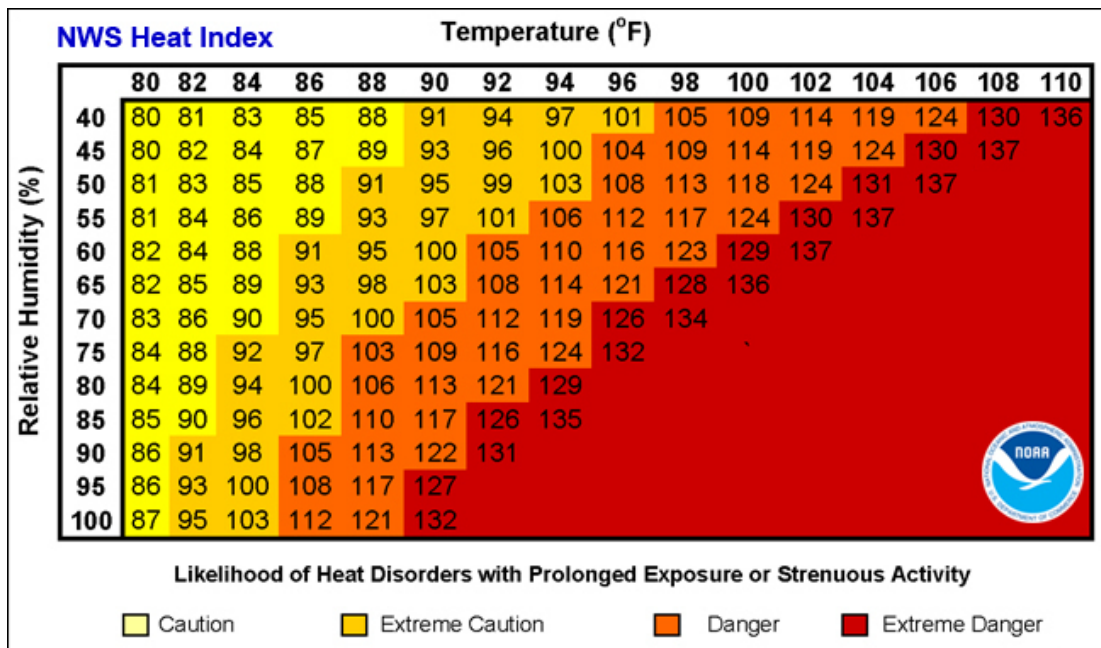 NWS Heat Index Temperature (°F)
80 82 84 86 88 90 92 94 96 98 100 102 104 106 108 110
Relative Humidity (%)
40 80 81 83 85 88 91 94 97 101 105 109 114 119 124 130 136
45 80 82 84 87 89 93 96 100 104 109 114 119 124 130 137
50 81 83 85 88 91 95 99 103 108 113 118 124 131 137
55 81 84 86 89 93 97 101 106 112 117 124 130 137
60 82 84 88 91 95 100 105 110 116 123 129 137
65 82 85 89 93 98 103 108 114 121 128 136
70 83 86 90 95 100 105 112 119 126 134
75 84 88 92 97 103 109 116 124 132
80 84 89 94 100 106 113 121 129
85 85 90 96 102 110 117 126 135
90 86 91 98 105 113 122 131
95 86 93 100 108 117 127
100 87 95 103 112 121 132
NOAA
NATIONAL OCEANIC AND ATMOSPHERIC ADMINISTRATION
U.S. DEPARTMENT OF COMMERCE
Likelihood of Heat Disorders with Prolonged Exposure or Strenuous Activity
Caution Extreme Caution Danger Extreme Danger